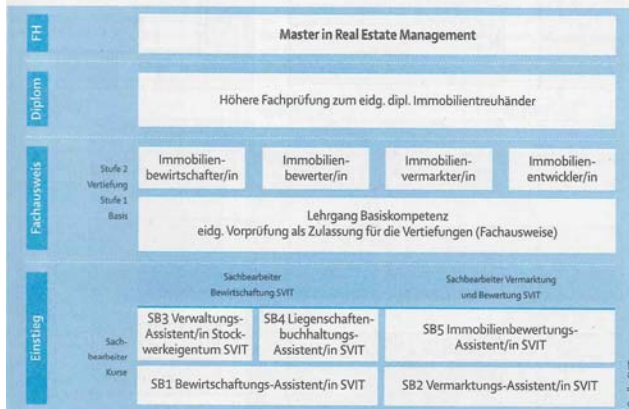 FH
Master in Real Estate Management
Diplom
Höhere Fachprüfung zum eidg. dipl. Immobilientreuhänder
Fachausweis
Stufe 2
Vertiefung
Stufe 1
Basis
Immobilien-
bewirtschafter/in
Immobilien-
bewerter/in
Immobilien-
vermarkter/in
Immobilien-
entwickler/in
Lehrgang Basiskompetenz
eidg. Vorprüfung als Zulassung für die Vertiefungen (Fachausweise)
Einstieg
Sach-
bearbeiter
Kurse
Sachbearbeiter
Bewirtschaftung SVIT
Sachbearbeiter Vermarktung
und Bewertung SVIT
SB3 Verwaltungs-
Assistent/in Stock-
werkeigentum SVIT
SB4 Liegenschaften-
buchhaltungs-
Assistent/in SVIT
SB5 Immobilienbewertungs-
Assistent/in SVIT
SB1 Bewirtschaftungs-Assistent/in SVIT
SB2 Vermarktungs-Assistent/in SVIT